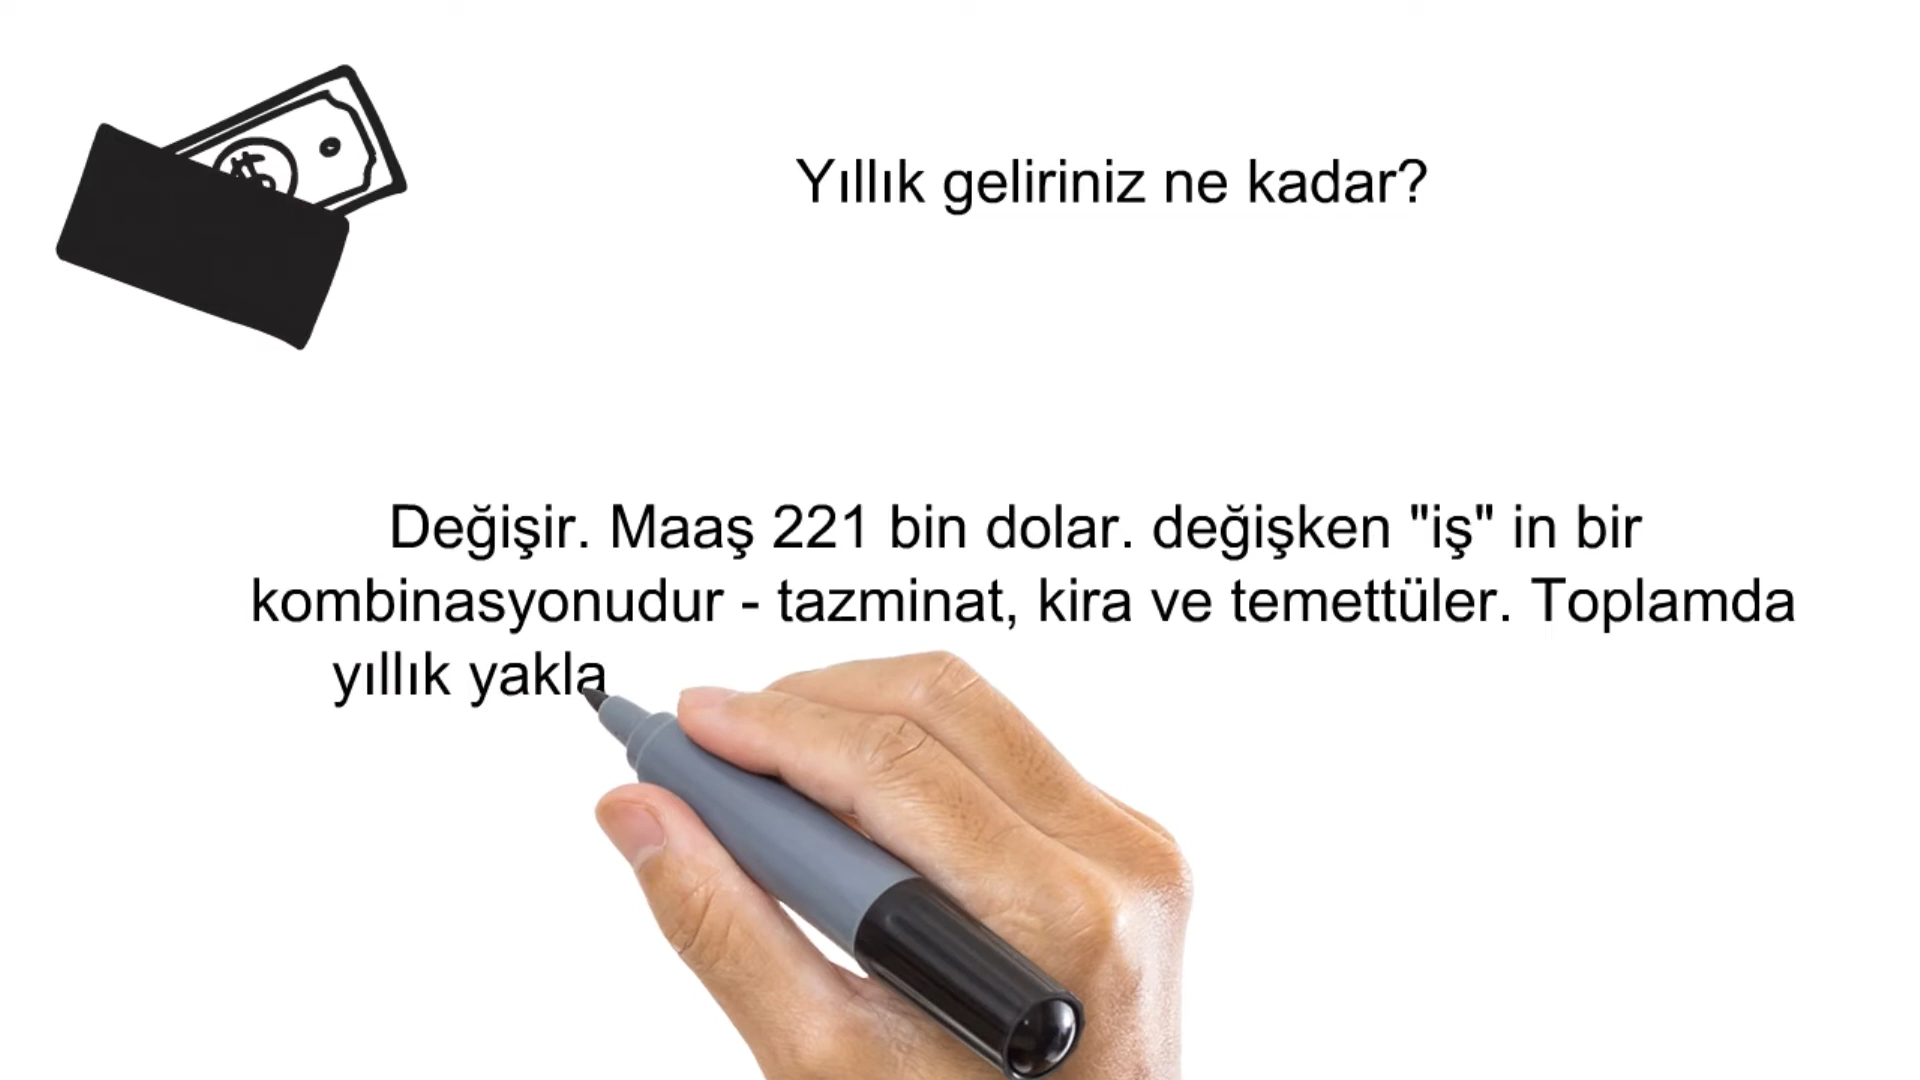 Yıllık geliriniz ne kadar?
Değişir. Maaş 221 bin dolar. değişken "iş" in bir
kombinasyonudur - tazminat, kira ve temettüler. Toplamda
yıllık yakla